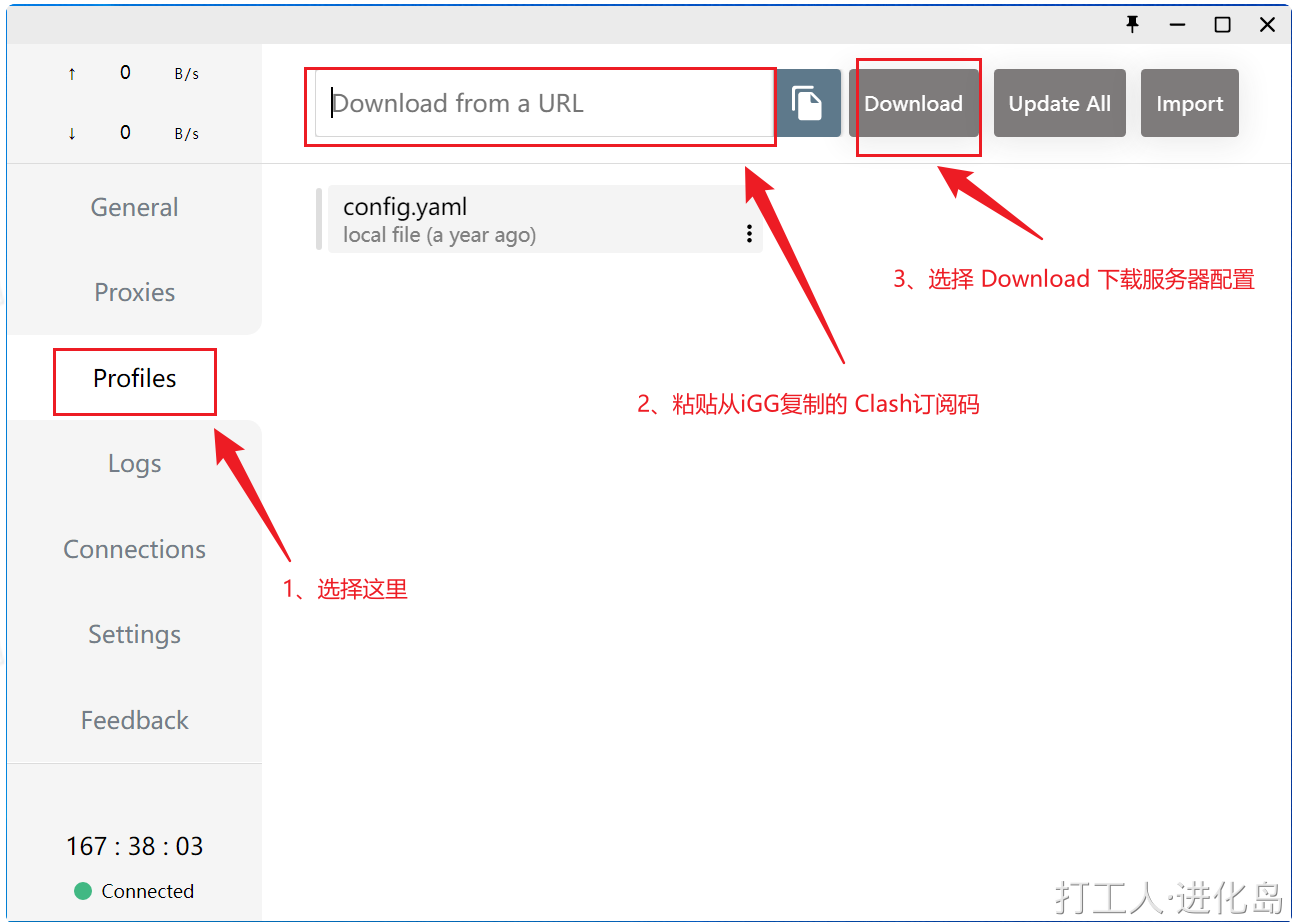 ↑ 0 B/s
↓ 0 B/s
Download from a URL
Download
Update All
Import
General
Proxies
Profiles
Logs
Connections
Settings
Feedback
config.yaml
local file (a year ago)
3、选择 Download 下载服务器配置
2、粘贴从iGG复制的 Clash订阅码
1、选择这里
167 : 38 : 03
Connected
打工人·进化岛